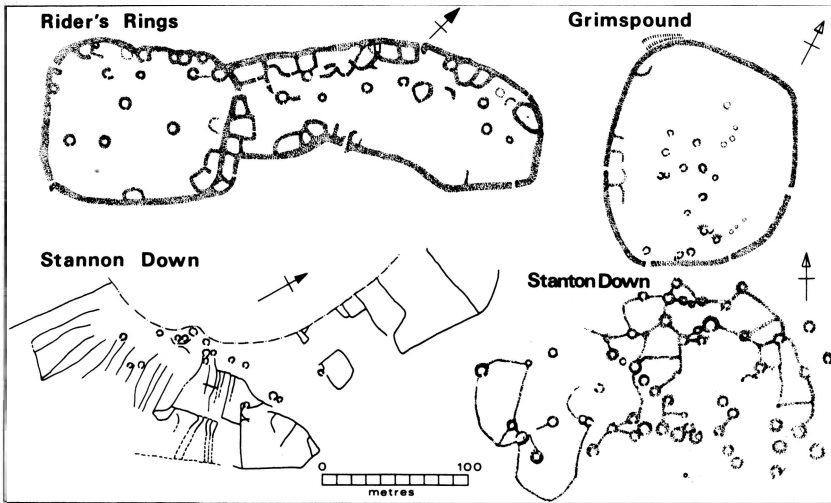 Rider's Rings
Grimspound
Stannon Down
Stanton Down
0 100
metres